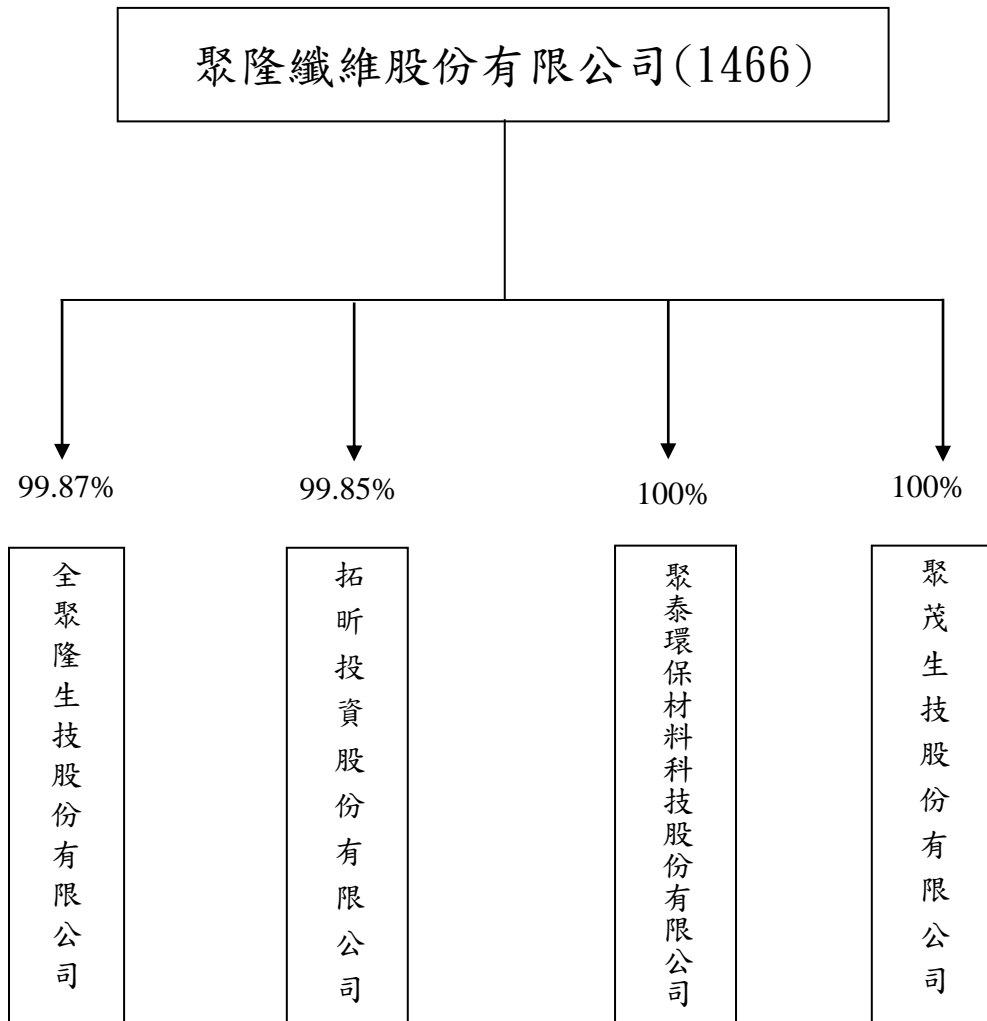 聚隆纖維股份有限公司(1466)
99.87%
99.85%
100%
100%
全聚隆生技股份有限公司
拓昕投資股份有限公司
聚泰環保材料科技股份有限公司
聚茂生技股份有限公司